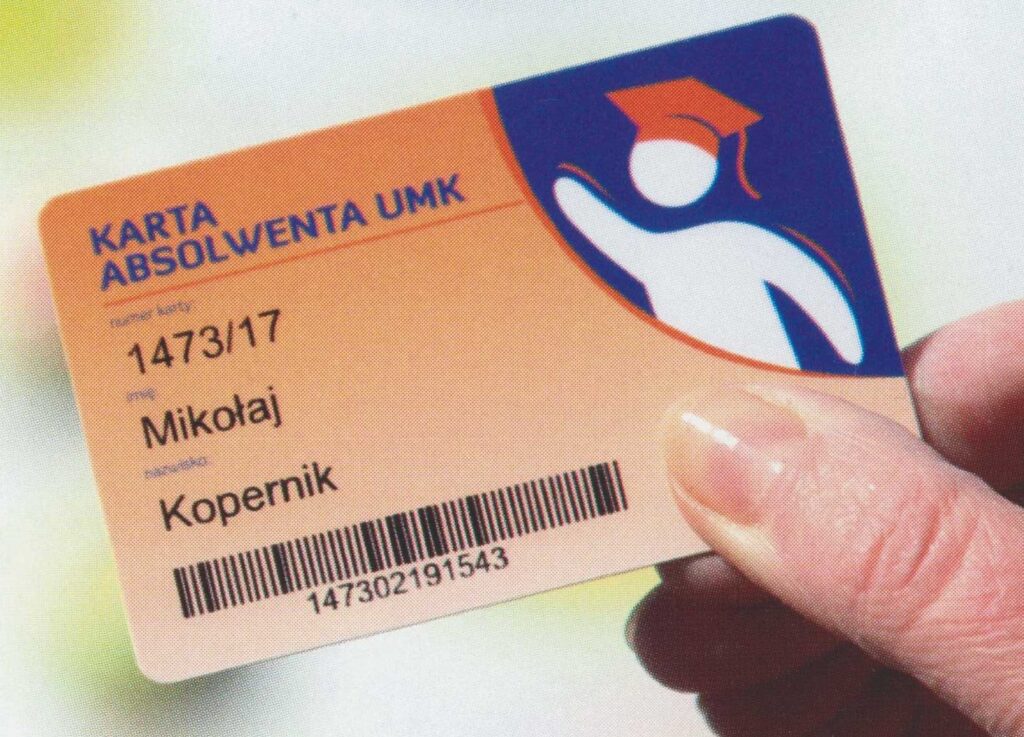 KARTA
ABSOLWENTA UMK
numer karty:
1473/17
imię:
Mikołaj
nazwisko:
Kopernik
147302191543